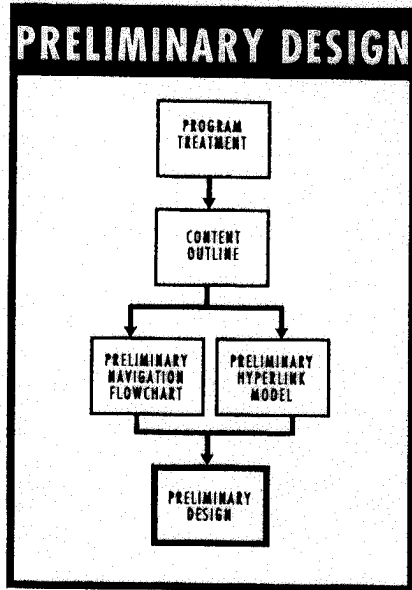 PRELIMINARY DESIGN
PROGRAM
TREATMENT
CONTENT
OUTLINE
PRELIMINARY
NAVIGATION
FLOWCHART
PRELIMINARY
HYPERLINK
MODEL
PRELIMINARY
DESIGN